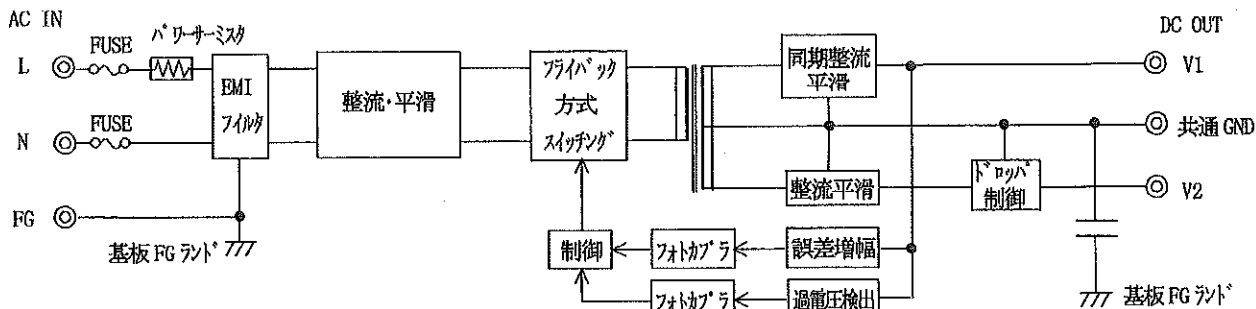 AC IN
DC OUT
FUSE
ﾊﾟﾜｰｻｰﾐｽﾀ
L
EMI
ﾌｨﾙﾀ
整流・平滑
ﾌﾗｲﾊﾞｯｸ
方式
ｽｲｯﾁﾝｸﾞ
同期整流
平滑
V1
共通GND
N
FUSE
整流平滑
ﾄﾞﾛｯﾊﾟ
制御
V2
FG
基板FGﾗﾝﾄﾞ
制御
ﾌｫﾄｶﾌﾟﾗ
誤差増幅
ﾌｫﾄｶﾌﾟﾗ
過電圧検出
基板FGﾗﾝﾄﾞ